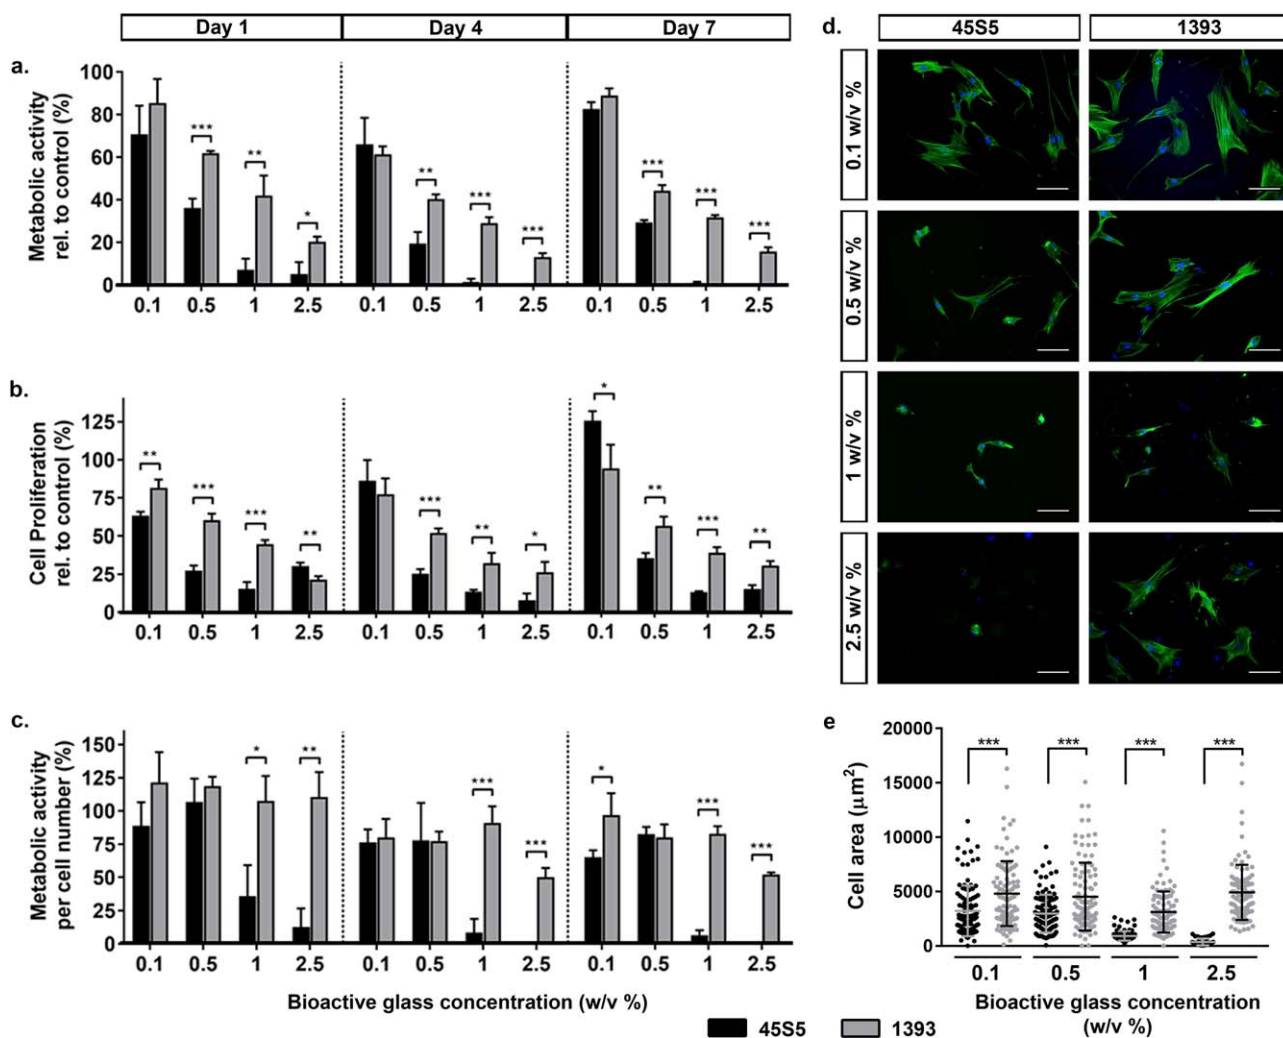 Day 1 Day 4 Day 7
a.
Metabolic activity
rel. to control (%)
100
80
60
40
20
0
*** ** * ** *** *** *** *** ***
0.1 0.5 1 2.5 0.1 0.5 1 2.5 0.1 0.5 1 2.5
b.
Cell Proliferation
rel. to control (%)
125
100
75
50
25
0
** *** *** ** *** ** * * ** *** **
0.1 0.5 1 2.5 0.1 0.5 1 2.5 0.1 0.5 1 2.5
c.
Metabolic activity
per cell number (%)
150
125
100
75
50
25
0
* ** *** *** * *** ***
0.1 0.5 1 2.5 0.1 0.5 1 2.5 0.1 0.5 1 2.5
Bioactive glass concentration (w/v %)
45S5 1393
d.
45S5 1393
0.1 w/v %
0.5 w/v %
1 w/v %
2.5 w/v %
e
Cell area (μm²)
20000
15000
10000
5000
0
*** *** *** ***
0.1 0.5 1 2.5
Bioactive glass concentration
(w/v %)